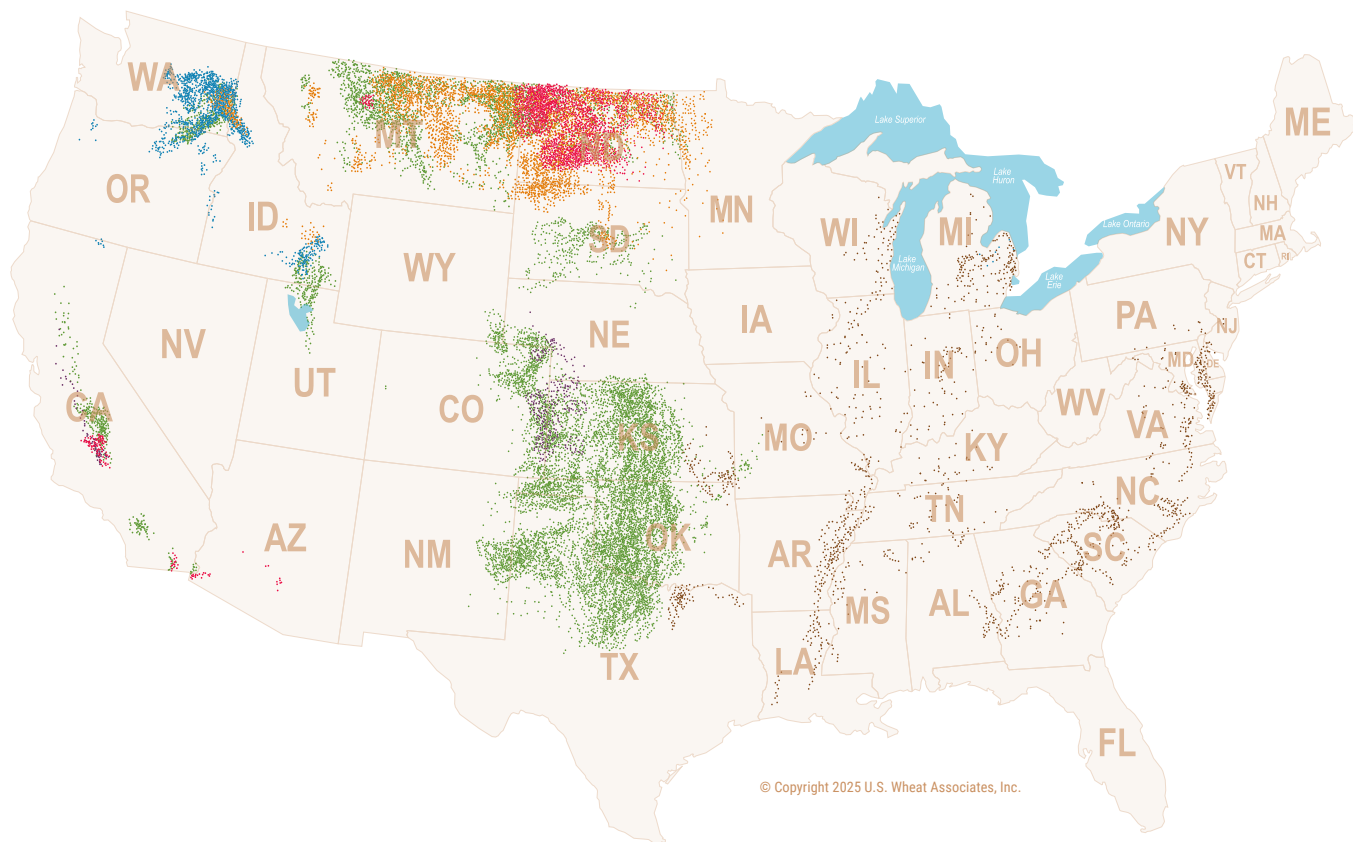 WA
MT
ND
ME
Lake Superior
OR
ID
MN
Lake
Huron
VT
NH
WI
MI
NY
MA
Lake Ontario
SD
WY
Lake
Michigan
CT
RI
Lake
Erie
IA
PA
NJ
NE
NV
UT
OH
IN
IL
MD
DE
CO
CA
WV
VA
KS
MO
KY
NC
TN
AZ
NM
OK
AR
SC
MS
AL
GA
TX
LA
FL
© Copyright 2025 U.S. Wheat Associates, Inc.